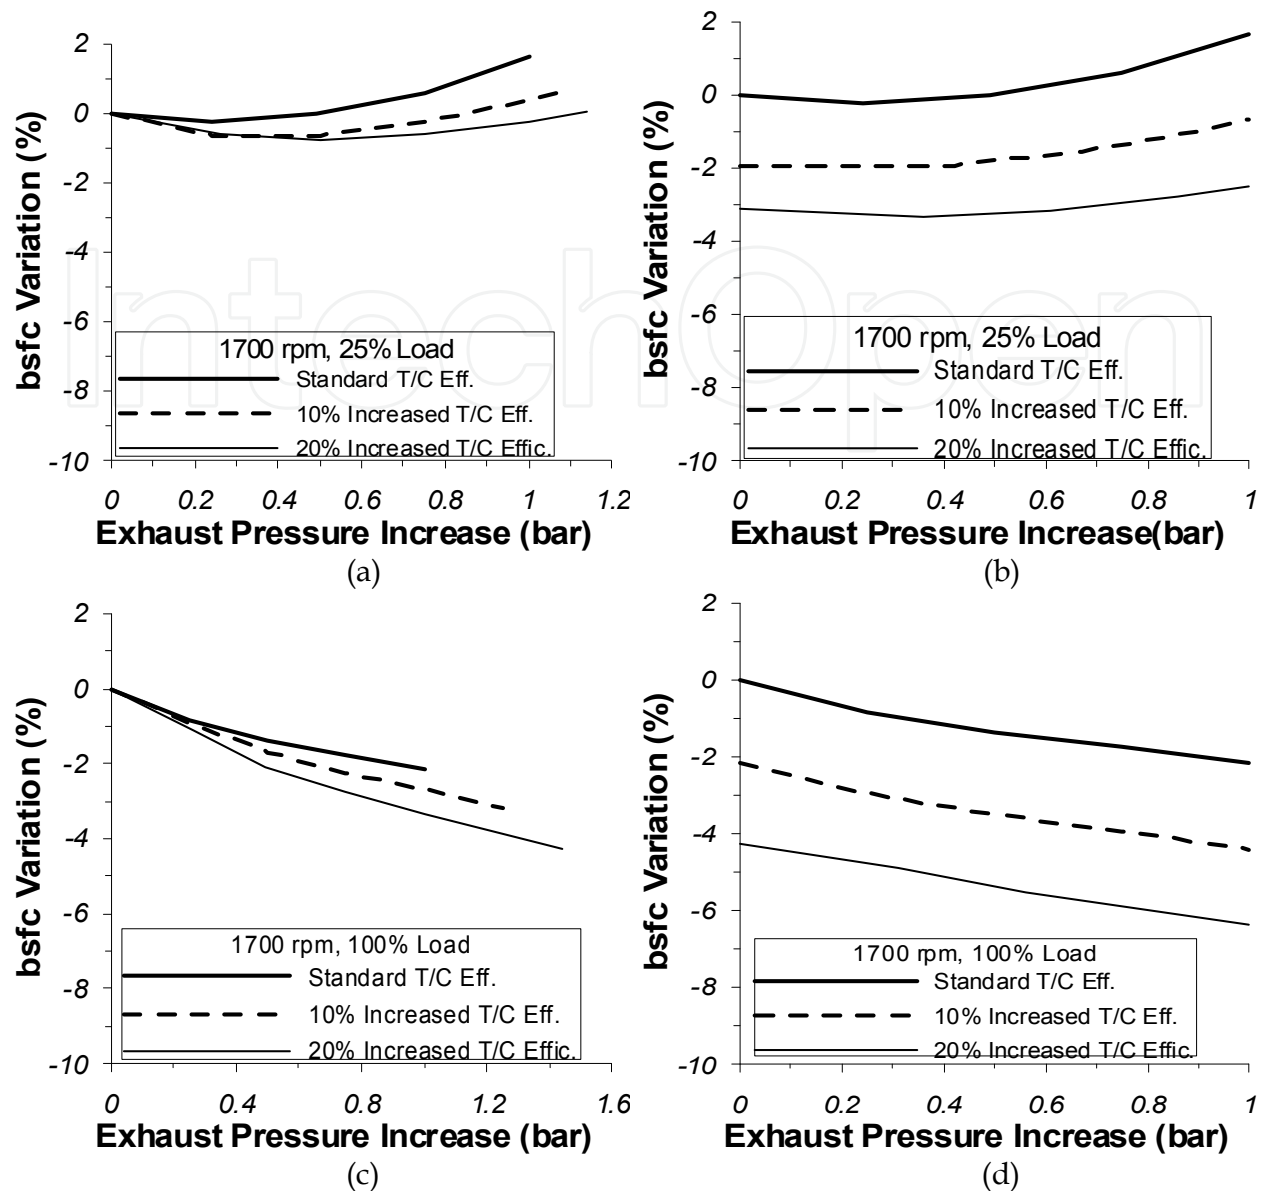 2
0
-2
-4
-6
-8
-10
bsfc Variation (%)
1700 rpm, 25% Load
Standard T/C Eff.
10% Increased T/C Eff.
20% Increased T/C Effic.
0 0.2 0.4 0.6 0.8 1 1.2
Exhaust Pressure Increase (bar)
(a)
2
0
-2
-4
-6
-8
-10
bsfc Variation (%)
1700 rpm, 25% Load
Standard T/C Eff.
10% Increased T/C Eff.
20% Increased T/C Effic.
0 0.2 0.4 0.6 0.8 1
Exhaust Pressure Increase(bar)
(b)
2
0
-2
-4
-6
-8
-10
bsfc Variation (%)
1700 rpm, 100% Load
Standard T/C Eff.
10% Increased T/C Eff.
20% Increased T/C Effic.
0 0.4 0.8 1.2 1.6
Exhaust Pressure Increase (bar)
(c)
2
0
-2
-4
-6
-8
-10
bsfc Variation (%)
1700 rpm, 100% Load
Standard T/C Eff.
10% Increased T/C Eff.
20% Increased T/C Effic.
0 0.2 0.4 0.6 0.8 1
Exhaust Pressure Increase (bar)
(d)
IntechOpen